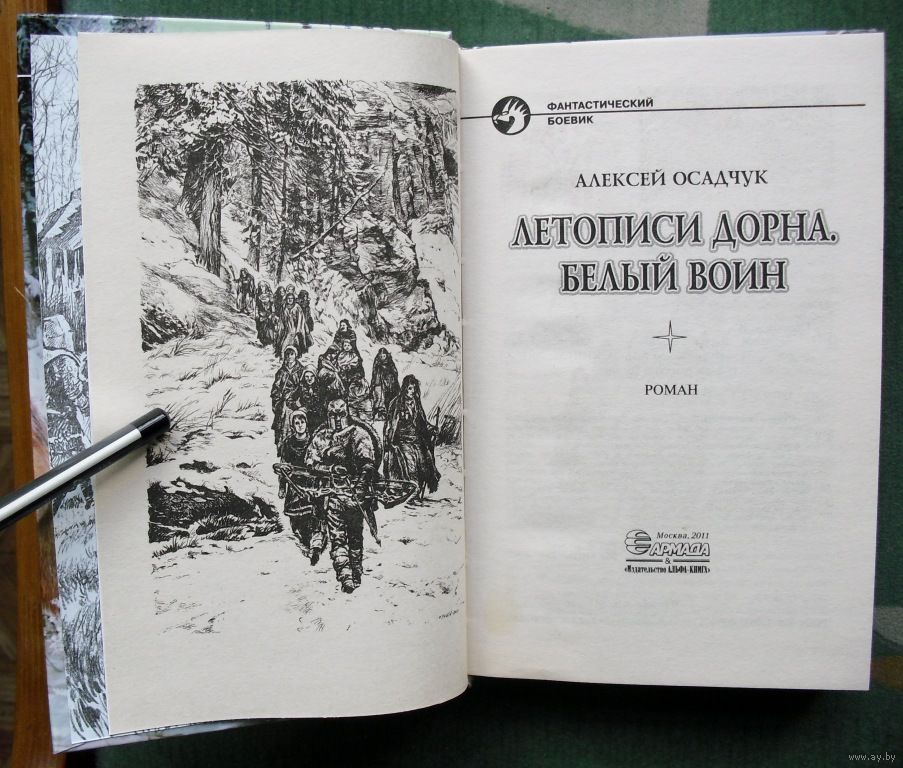 ФАНТАСТИЧЕСКИЙ
БОЕВИК
АЛЕКСЕЙ ОСАДЧУК
ЛЕТОПИСИ ДОРНА.
БЕЛЫЙ ВОИН
РОМАН
Москва, 2011
АРМАДА
&
«Издательство АЛЬФА-КНИГА»
www.ay.by